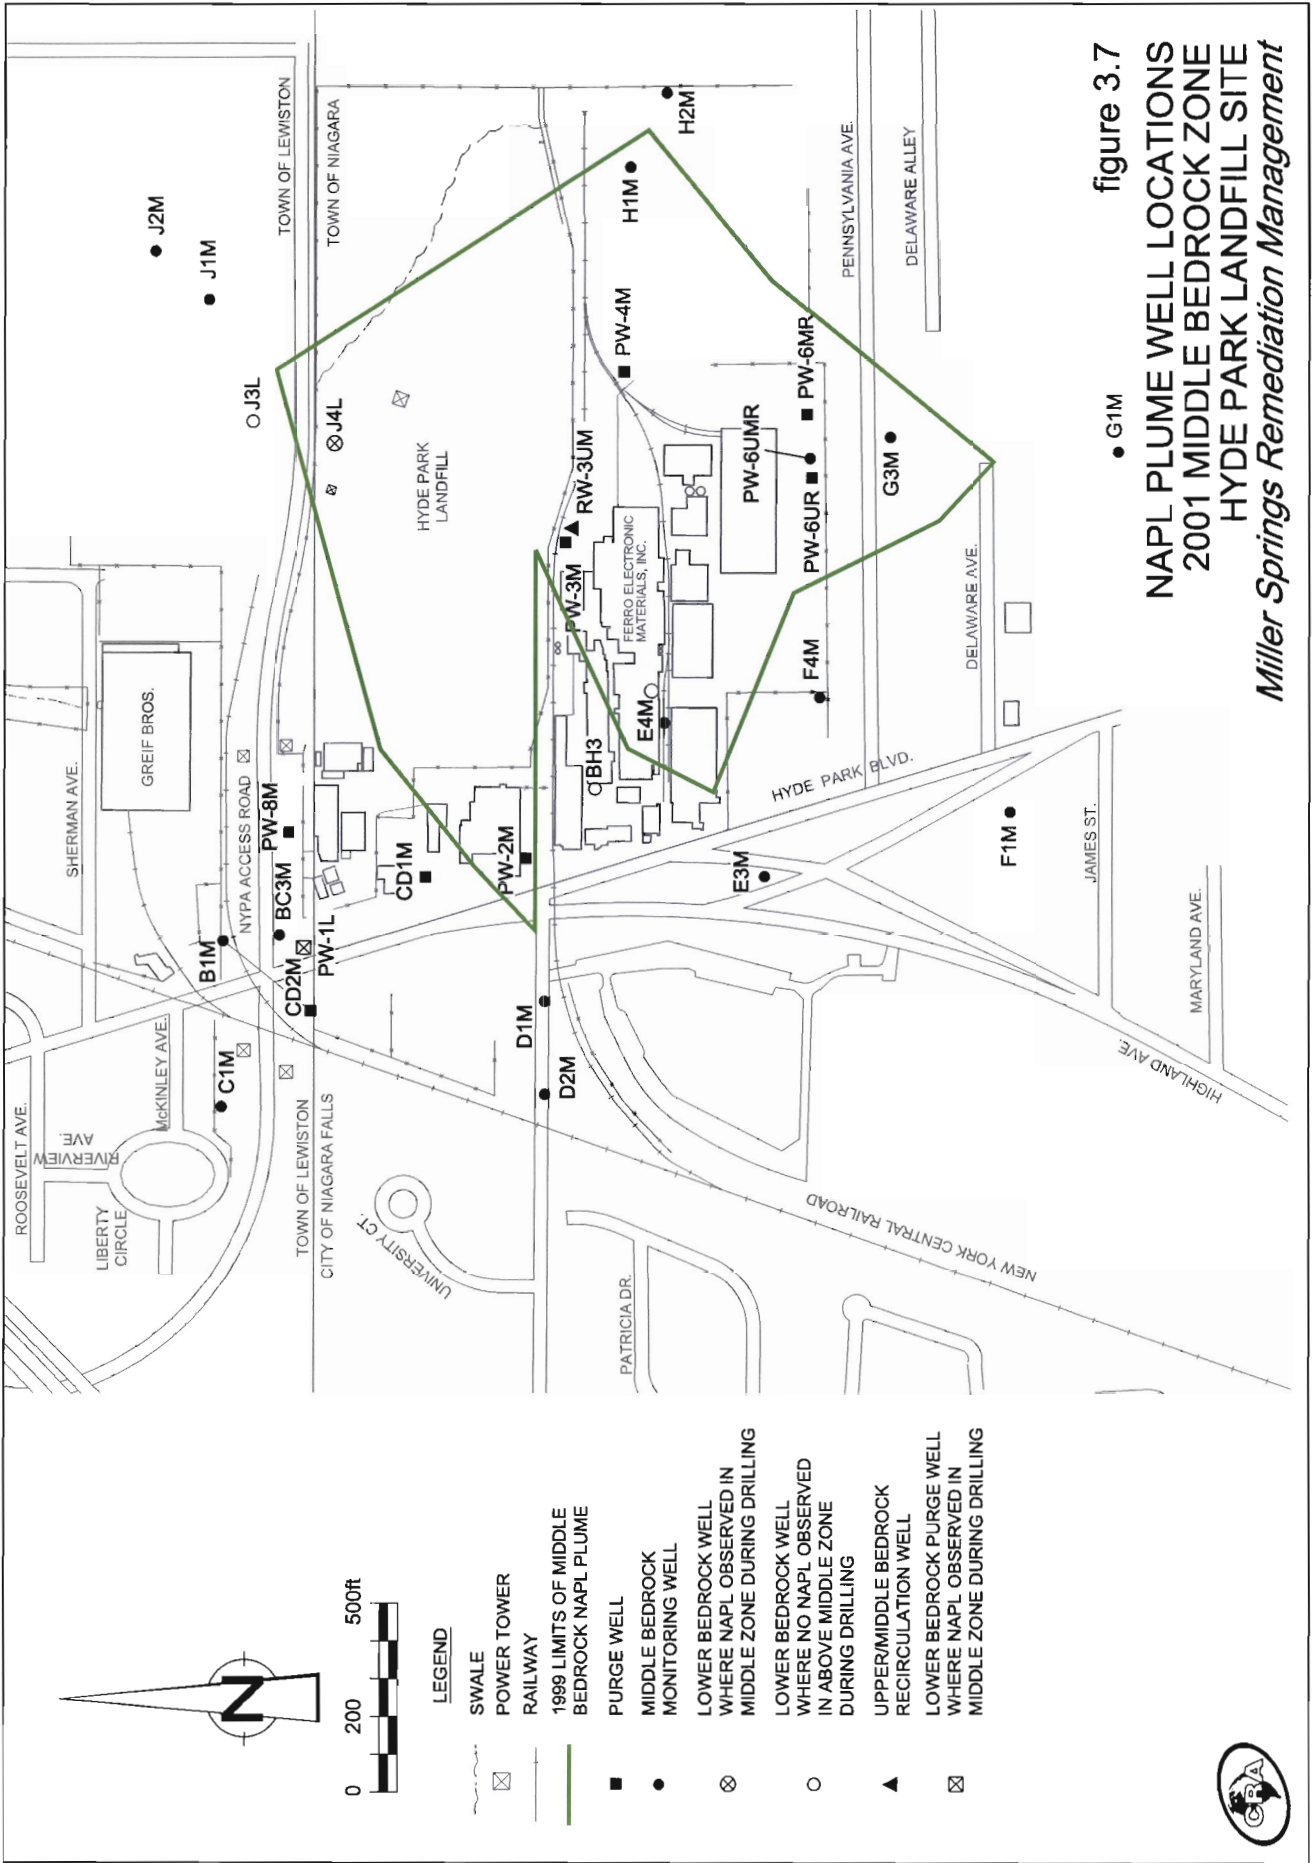 TOWN OF LEWISTON
TOWN OF NIAGARA
J2M
J1M
J3L
J4L
H2M
H1M
PW-4M
HYDE PARK
LANDFILL
RW-3UM
PW-3M
FERRO ELECTRONIC
MATERIALS, INC.
PW-6MR
PW-6UMR
PW-6UR
G3M
G1M
PENNSYLVANIA AVE.
DELAWARE ALLEY
DELAWARE AVE.
F4M
E4M
BH3
GREIF BROS.
SHERMAN AVE.
NYPA ACCESS ROAD
PW-8M
BC3M
B1M
CD1M
PW-2M
PW-1L
CD2M
C1M
D1M
D2M
E3M
F1M
HYDE PARK BLVD.
JAMES ST.
MARYLAND AVE.
HIGHLAND AVE.
ROOSEVELT AVE.
RIVERVIEW
AVE.
McKINLEY AVE.
LIBERTY
CIRCLE
TOWN OF LEWISTON
CITY OF NIAGARA FALLS
UNIVERSITY CT.
PATRICIA DR.
NEW YORK CENTRAL RAILROAD
N
0 200 500ft
LEGEND
SWALE
POWER TOWER
RAILWAY
1999 LIMITS OF MIDDLE
BEDROCK NAPL PLUME
PURGE WELL
MIDDLE BEDROCK
MONITORING WELL
LOWER BEDROCK WELL
WHERE NAPL OBSERVED IN
MIDDLE ZONE DURING DRILLING
LOWER BEDROCK WELL
WHERE NO NAPL OBSERVED
IN ABOVE MIDDLE ZONE
DURING DRILLING
UPPER/MIDDLE BEDROCK
RECIRCULATION WELL
LOWER BEDROCK PURGE WELL
WHERE NAPL OBSERVED IN
MIDDLE ZONE DURING DRILLING
CRA
figure 3.7
NAPL PLUME WELL LOCATIONS
2001 MIDDLE BEDROCK ZONE
HYDE PARK LANDFILL SITE
Miller Springs Remediation Management